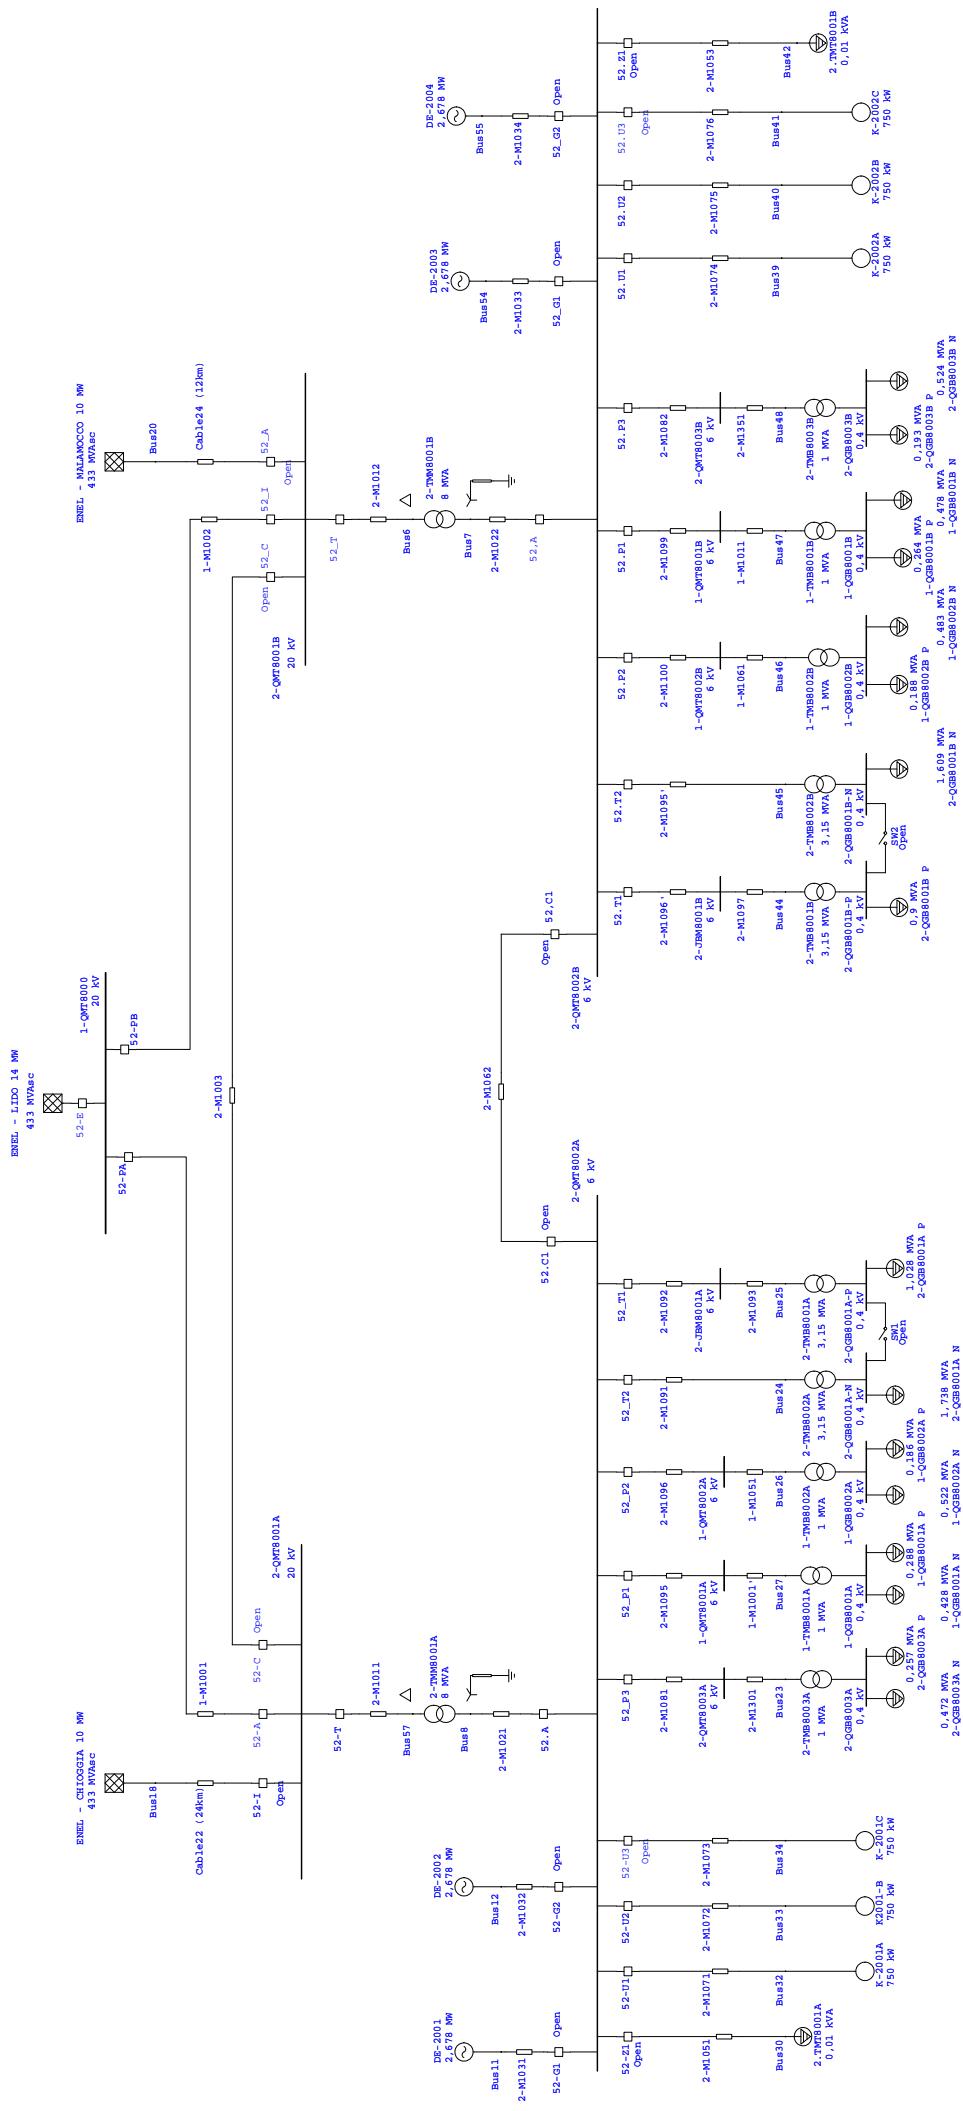 ENEL - LIDO 14 MW
433 MVAsc
52-E
1-QMT8000
20 kV
52-PA
52-PB
ENEL - CHIOGGIA 10 MW
433 MVAsc
Bus18
Cable22 (24km)
52-I
Open
1-M1001
52-A
52-C
Open
2-QMT8001A
20 kV
2-M1003
ENEL - MALAMOCCO 10 MW
433 MVAsc
Bus20
Cable24 (12km)
52_A
Open
1-M1002
52_I
52_C
Open
2-QMT8001B
20 kV
52-T
2-M1011
Bus57
2-TMM8001A
8 MVA
Bus8
2-M1021
52.A
52_T
2-M1012
Bus6
2-TMM8001B
8 MVA
Bus7
2-M1022
52,A
DE-2001
2,678 MW
Bus11
2-M1031
52-G1
Open
DE-2002
2,678 MW
Bus12
2-M1032
52-G2
Open
DE-2003
2,678 MW
Bus54
2-M1033
52_G1
Open
DE-2004
2,678 MW
Bus55
2-M1034
52_G2
Open
2-QMT8002A
6 kV
52.C1
Open
2-M1062
52,C1
Open
2-QMT8002B
6 kV
52-Z1
Open
2-M1051
Bus30
2.TMT8001A
0,01 kVA
52-U1
2-M1071
Bus32
K-2001A
750 kW
52-U2
2-M1072
Bus33
K2001-B
750 kW
52-U3
Open
2-M1073
Bus34
K-2001C
750 kW
52_P3
2-M1081
2-QMT8003A
6 kV
2-M1301
Bus23
2-TMB8003A
1 MVA
2-QGB8003A
0,4 kV
0,472 MVA
2-QGB8003A N
0,257 MVA
2-QGB8003A P
52_P1
2-M1095
1-QMT8001A
6 kV
1-M1001'
Bus27
1-TMB8001A
1 MVA
1-QGB8001A
0,4 kV
0,428 MVA
1-QGB8001A N
0,288 MVA
1-QGB8001A P
52_P2
2-M1096
1-QMT8002A
6 kV
1-M1051
Bus26
1-TMB8002A
1 MVA
1-QGB8002A
0,4 kV
0,522 MVA
1-QGB8002A N
0,186 MVA
1-QGB8002A P
52_T2
2-M1091
Bus24
2-TMB8002A
3,15 MVA
2-QGB8001A-N
0,4 kV
1,738 MVA
2-QGB8001A N
SW1
Open
52_T1
2-M1092
2-JBM8001A
6 kV
2-M1093
Bus25
2-TMB8001A
3,15 MVA
2-QGB8001A-P
0,4 kV
1,028 MVA
2-QGB8001A P
52.T1
2-M1096'
2-JBM8001B
6 kV
2-M1097
Bus44
2-TMB8001B
3,15 MVA
2-QGB8001B-P
0,4 kV
0,9 MVA
2-QGB8001B P
SW2
Open
52.T2
2-M1095'
Bus45
2-TMB8002B
3,15 MVA
2-QGB8001B-N
0,4 kV
1,609 MVA
2-QGB8001B N
52.P2
2-M1100
1-QMT8002B
6 kV
1-M1061
Bus46
1-TMB8002B
1 MVA
1-QGB8002B
0,4 kV
0,188 MVA
1-QGB8002B P
0,483 MVA
1-QGB8002B N
52.P1
2-M1099
1-QMT8001B
6 kV
1-M1011
Bus47
1-TMB8001B
1 MVA
1-QGB8001B
0,4 kV
0,264 MVA
1-QGB8001B P
0,478 MVA
1-QGB8001B N
52.P3
2-M1082
2-QMT8003B
6 kV
2-M1351
Bus48
2-TMB8003B
1 MVA
2-QGB8003B
0,4 kV
0,193 MVA
2-QGB8003B P
0,524 MVA
2-QGB8003B N
52.U1
2-M1074
Bus39
K-2002A
750 kW
52.U2
2-M1075
Bus40
K-2002B
750 kW
52.U3
Open
2-M1076
Bus41
K-2002C
750 kW
52.Z1
Open
2-M1053
Bus42
2.TMT8001B
0,01 kVA